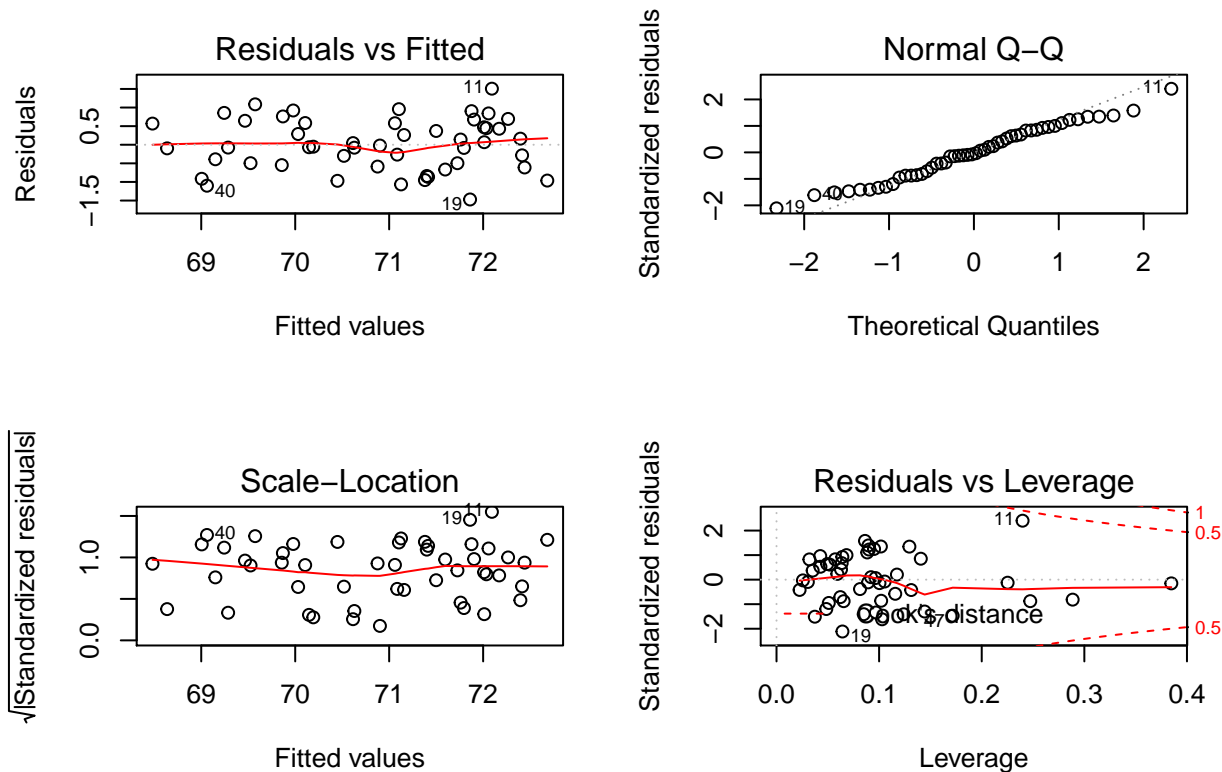 Residuals vs Fitted
Residuals
0.5
−1.5
11
40
19
69 70 71 72
Fitted values
Normal Q−Q
Standardized residuals
2
0
−2
11
19
−2 −1 0 1 2
Theoretical Quantiles
Scale−Location
√|Standardized residuals|
1.0
0.0
40
19
11
69 70 71 72
Fitted values
Residuals vs Leverage
Standardized residuals
2
0
−2
11
1
0.5
0.5
distance
19
0.0 0.1 0.2 0.3 0.4
Leverage